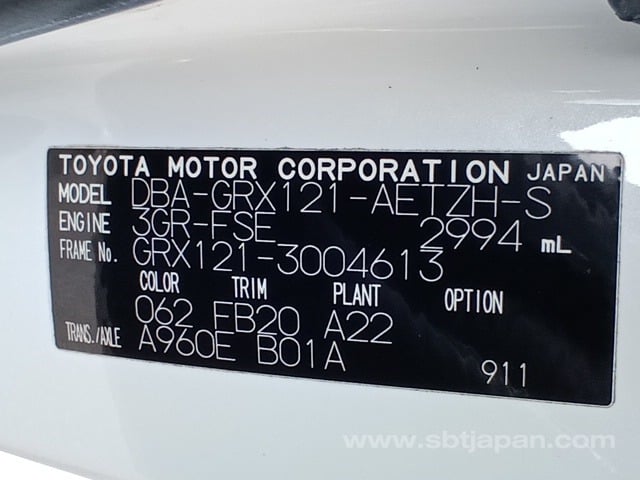 TOYOTA MOTOR CORPORATION JAPAN
MODEL DBA-GRX121-AETZH-S
ENGINE 3GR-FSE 2994 mL
FRAME No. GRX121-3004613
COLOR TRIM PLANT OPTION
062 FB20 A22
TRANS./AXLE A960E B01A
911
www.sbtjapan.com